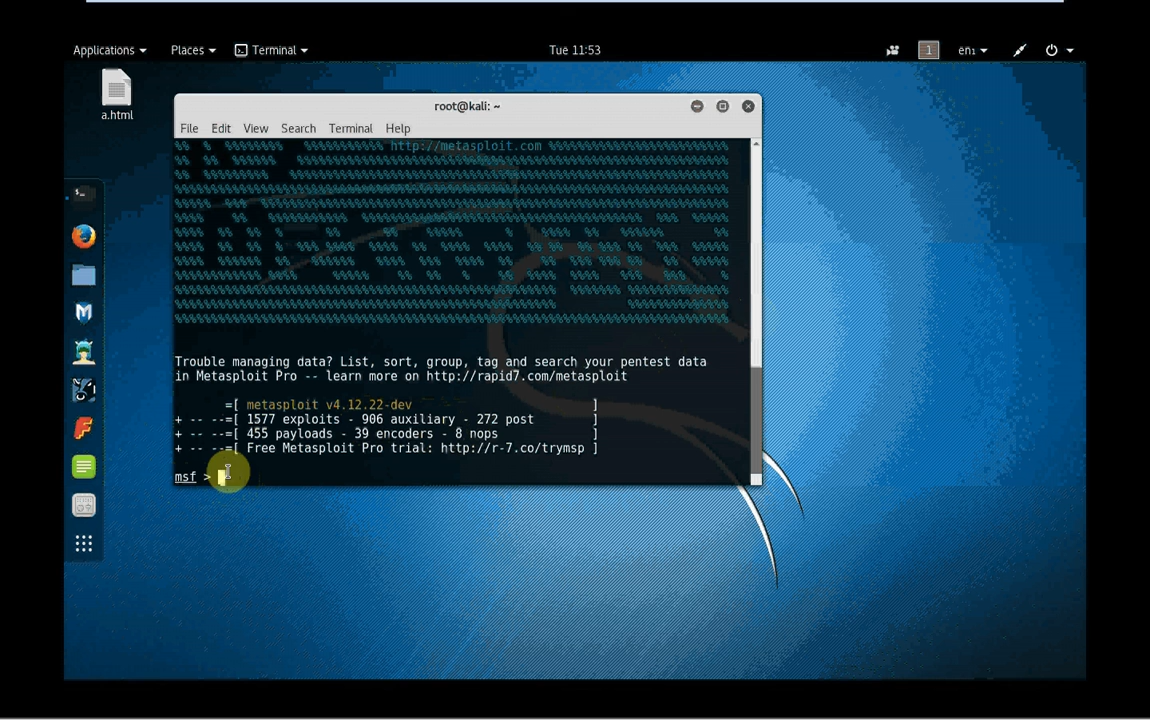 Applications Places Terminal Tue 11:53 1 en₁
a.html
root@kali: ~
File Edit View Search Terminal Help
http://metasploit.com
Trouble managing data? List, sort, group, tag and search your pentest data
in Metasploit Pro -- learn more on http://rapid7.com/metasploit
=[ metasploit v4.12.22-dev ]
+ -- --=[ 1577 exploits - 906 auxiliary - 272 post ]
+ -- --=[ 455 payloads - 39 encoders - 8 nops ]
+ -- --=[ Free Metasploit Pro trial: http://r-7.co/trymsp ]
msf >